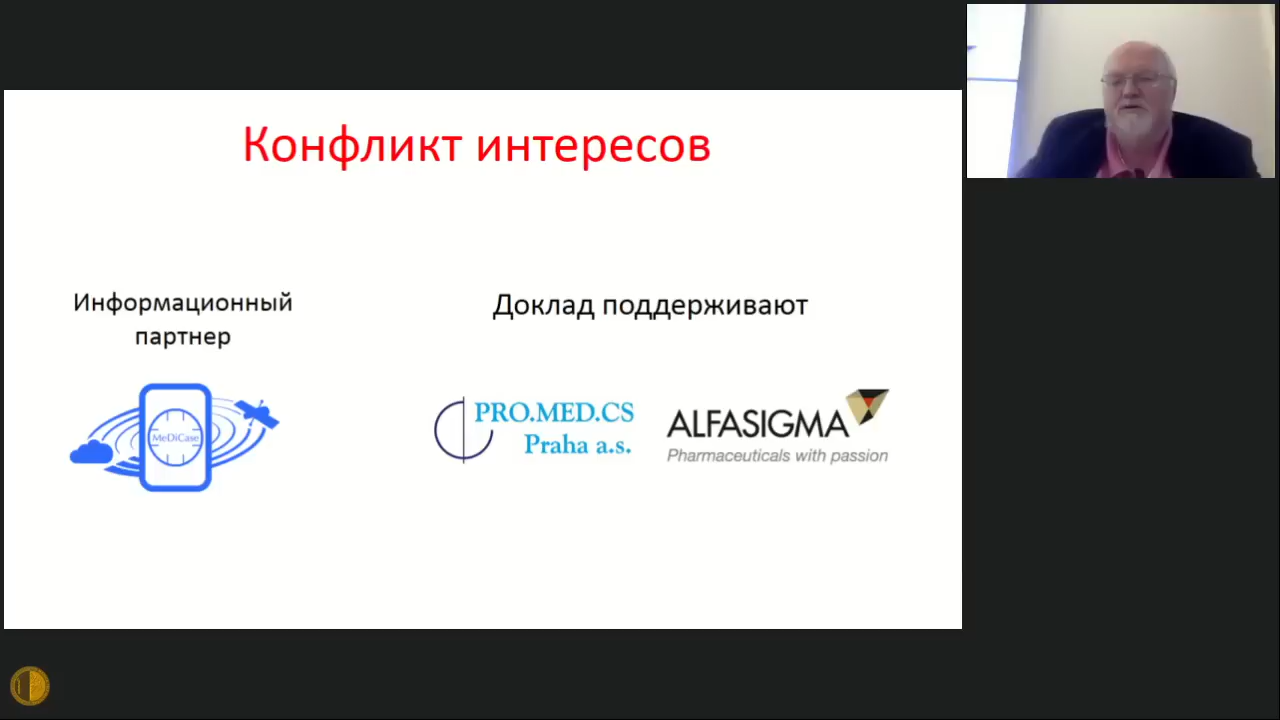 Конфликт интересов
Информационный
партнер
Доклад поддерживают
MeDiCase
PRO.MED.CS
Praha a.s.
ALFASIGMA
Pharmaceuticals with passion